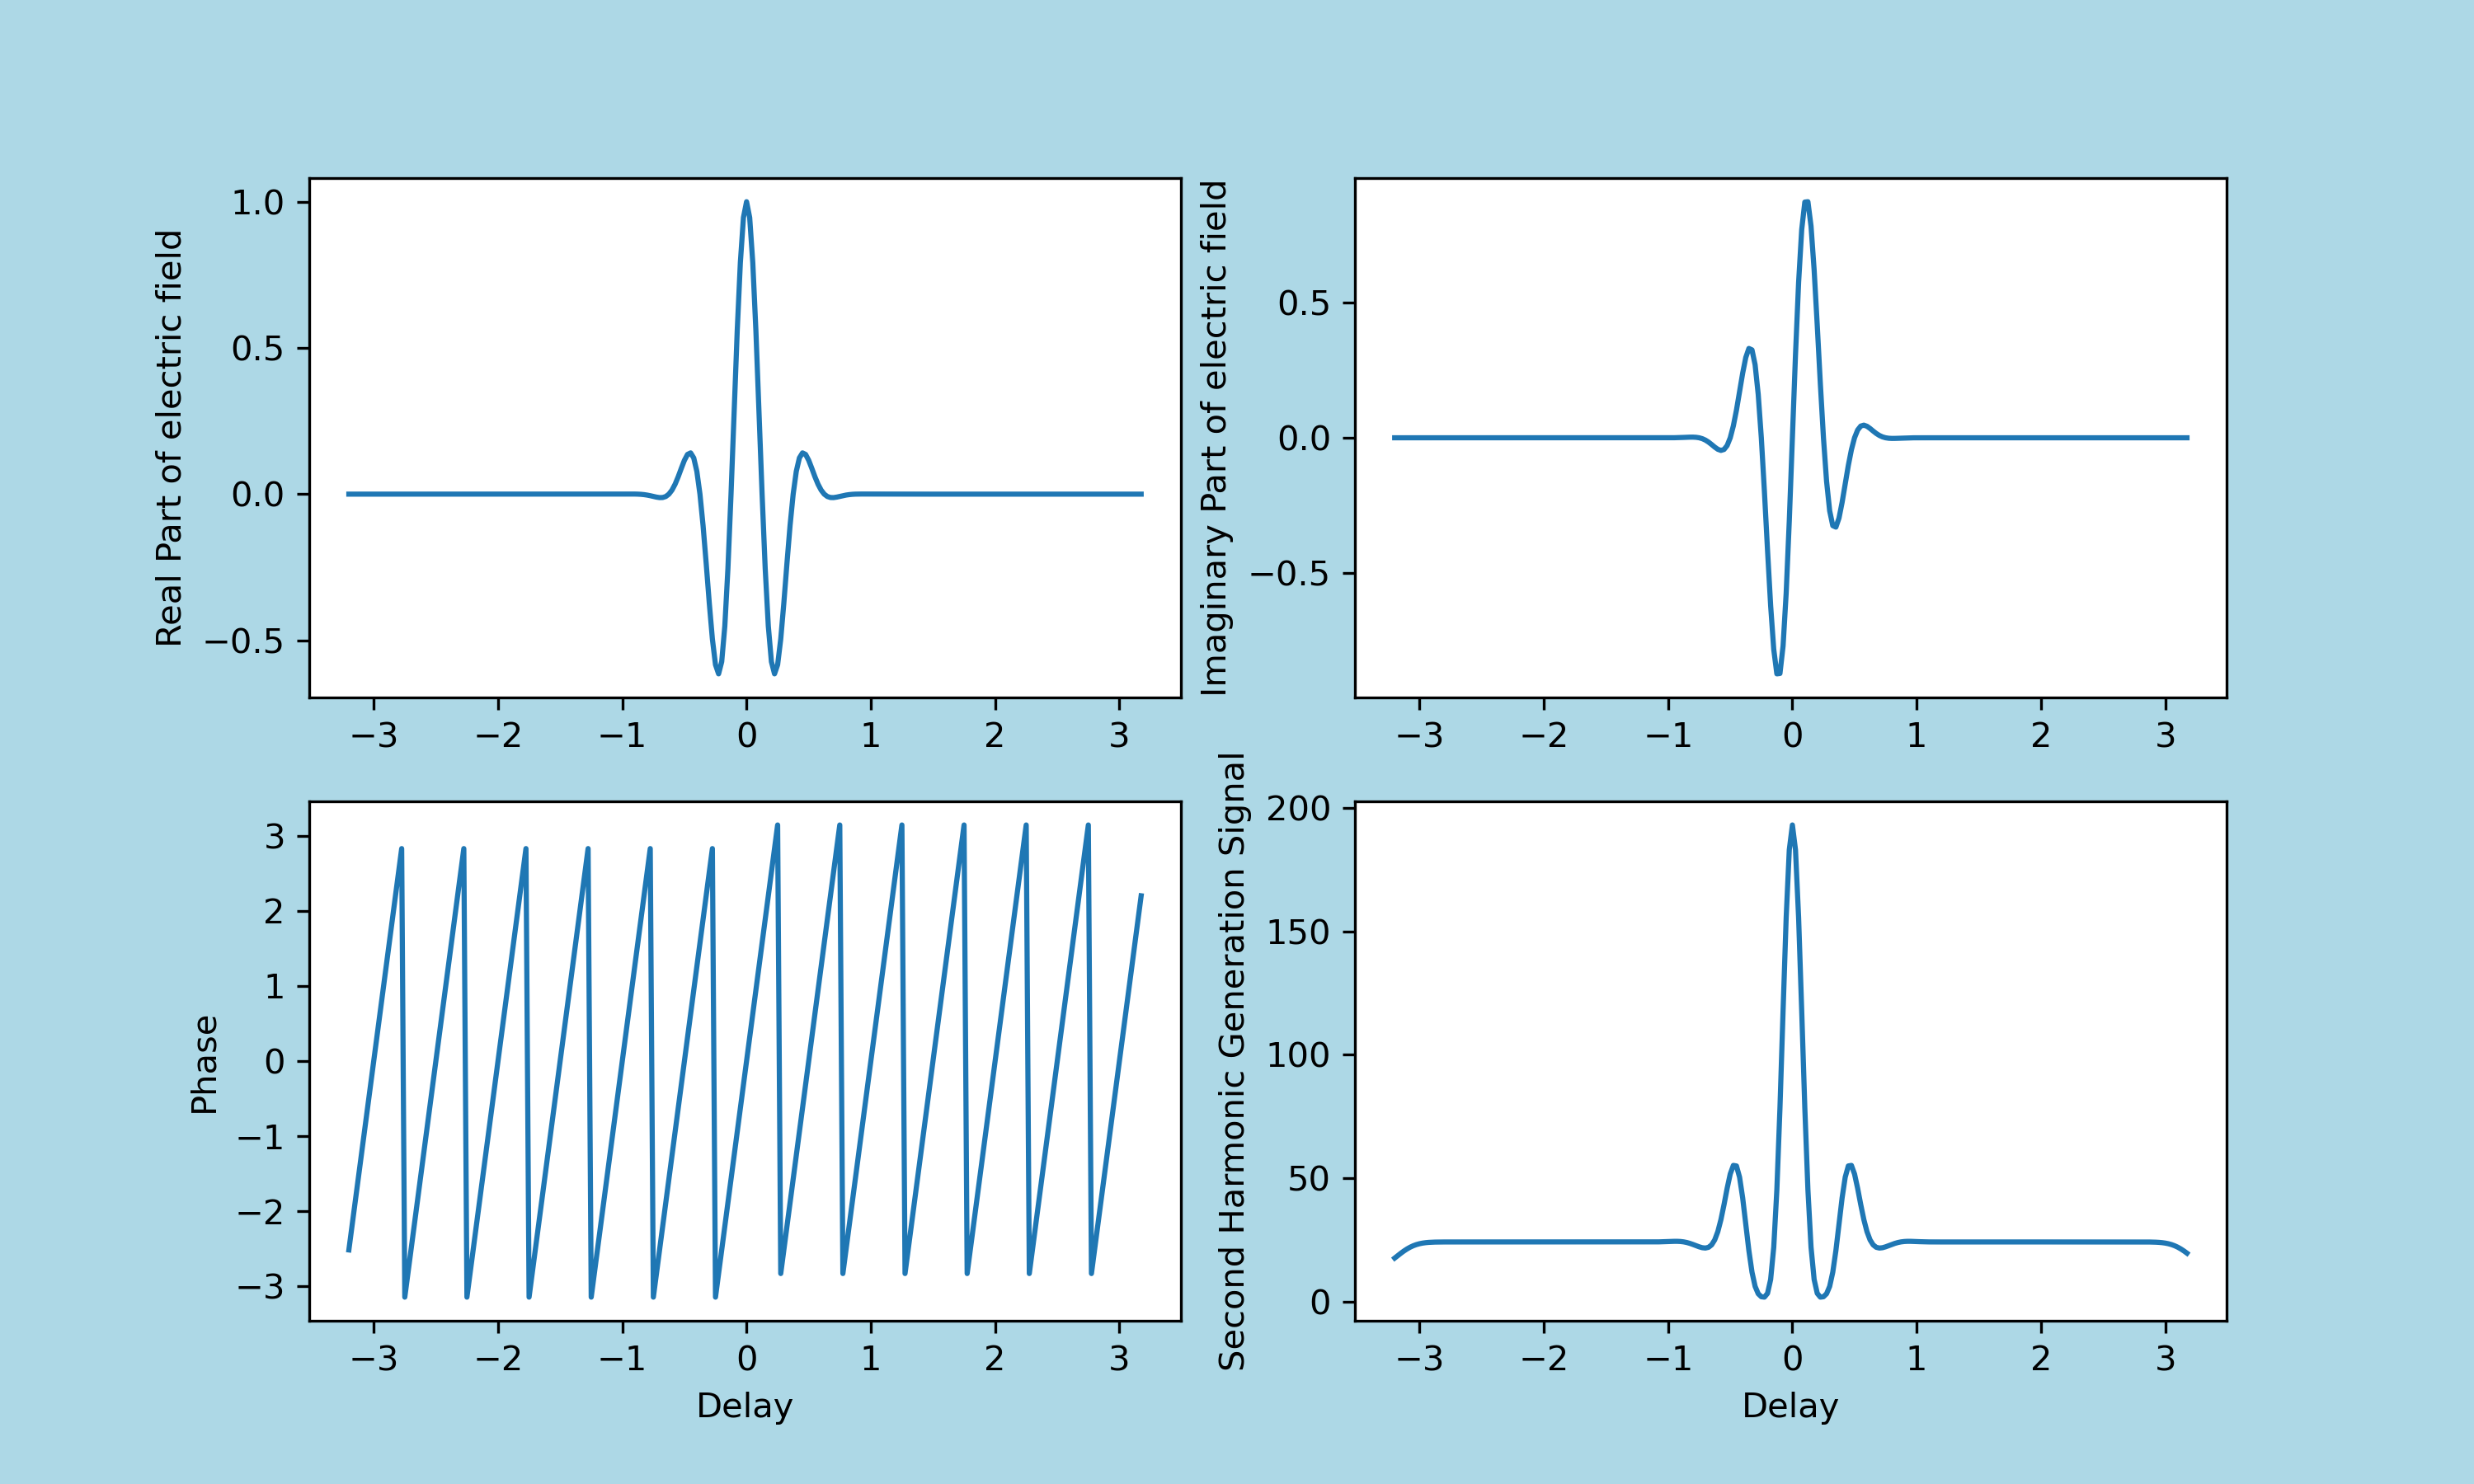 Real Part of electric field
1.0
0.5
0.0
−0.5
−3 −2 −1 0 1 2 3
Imaginary Part of electric field
0.5
0.0
−0.5
−3 −2 −1 0 1 2 3
Phase
3
2
1
0
−1
−2
−3
−3 −2 −1 0 1 2 3
Delay
Second Harmonic Generation Signal
200
150
100
50
0
−3 −2 −1 0 1 2 3
Delay